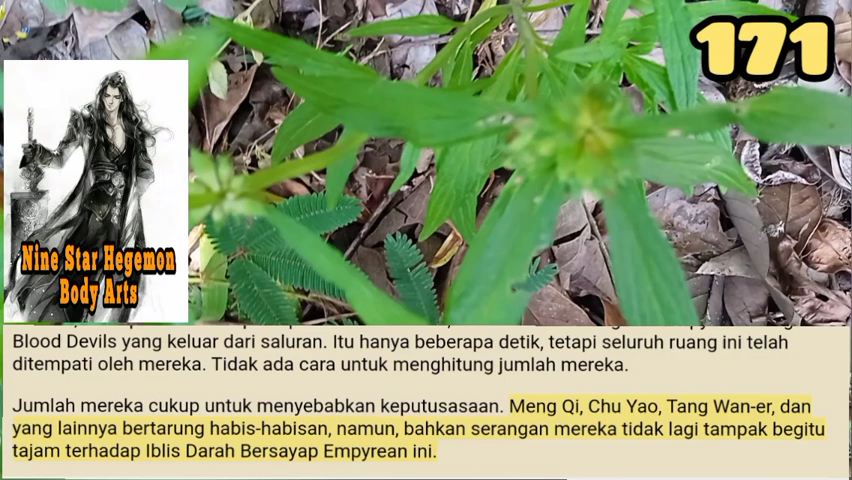 171
Nine Star Hegemon
Body Arts
Blood Devils yang keluar dari saluran. Itu hanya beberapa detik, tetapi seluruh ruang ini telah
ditempati oleh mereka. Tidak ada cara untuk menghitung jumlah mereka.
Jumlah mereka cukup untuk menyebabkan keputusasaan. Meng Qi, Chu Yao, Tang Wan-er, dan
yang lainnya bertarung habis-habisan, namun, bahkan serangan mereka tidak lagi tampak begitu
tajam terhadap Iblis Darah Bersayap Empyrean ini.